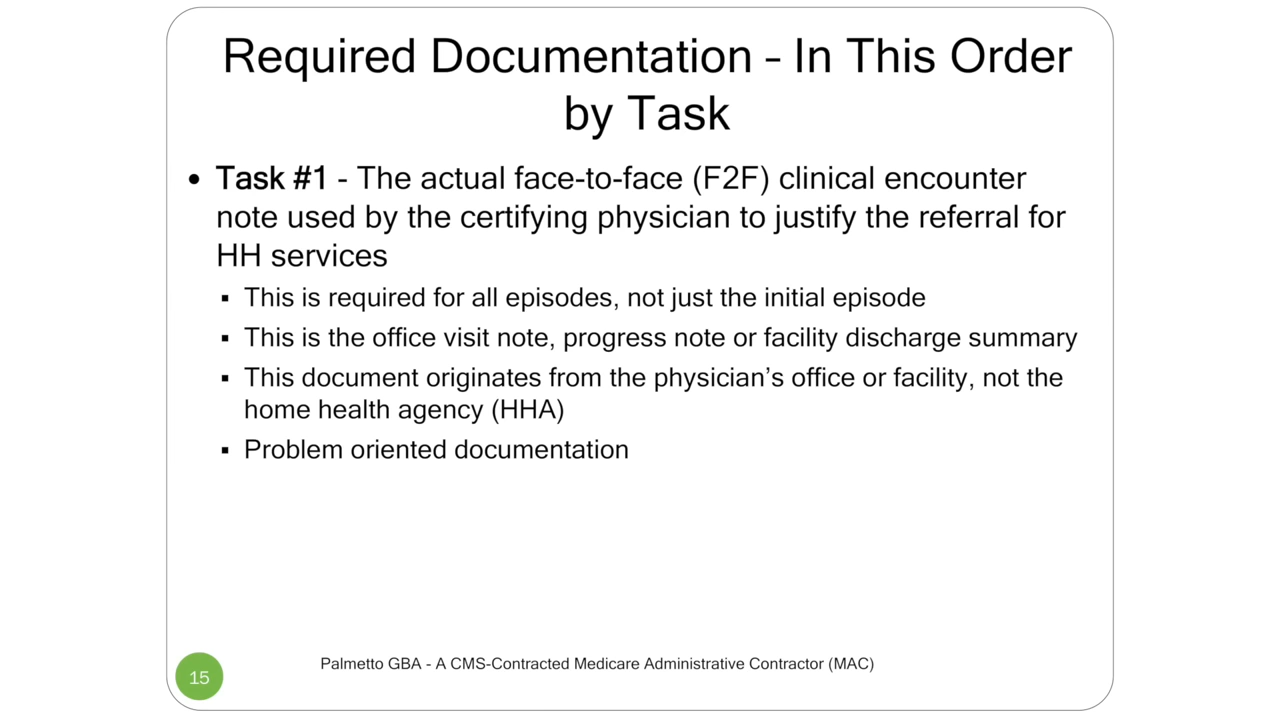 Required Documentation – In This Order
by Task
• Task #1 - The actual face-to-face (F2F) clinical encounter
note used by the certifying physician to justify the referral for
HH services
▪ This is required for all episodes, not just the initial episode
▪ This is the office visit note, progress note or facility discharge summary
▪ This document originates from the physician’s office or facility, not the
home health agency (HHA)
▪ Problem oriented documentation
Palmetto GBA - A CMS-Contracted Medicare Administrative Contractor (MAC)
15